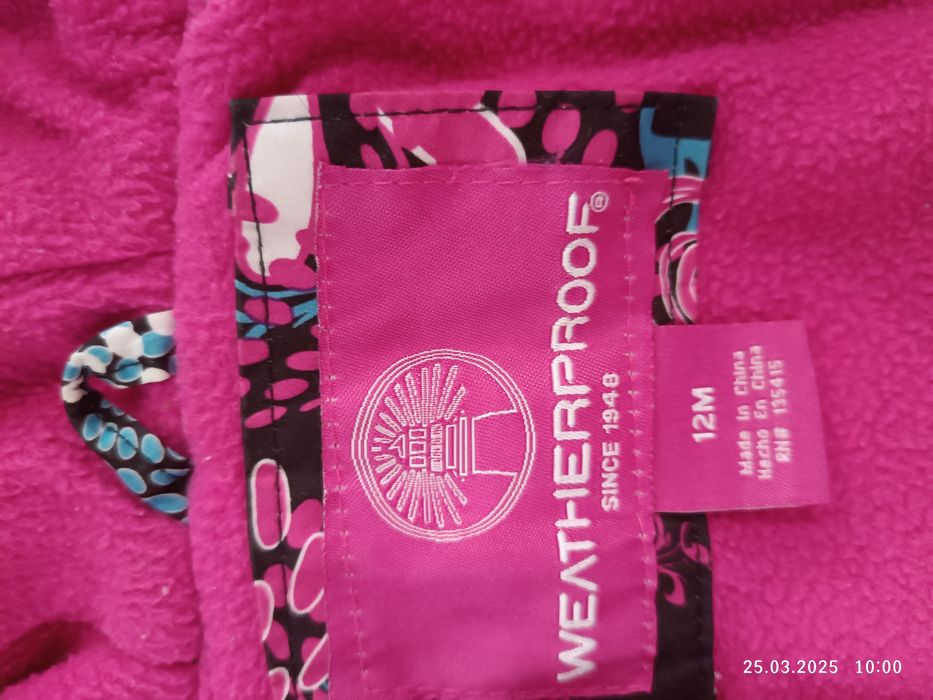 WEATHERPROOF®
SINCE 1948
12M
Made In China
Hecho En China
RN# 135415
25.03.2025 10:00